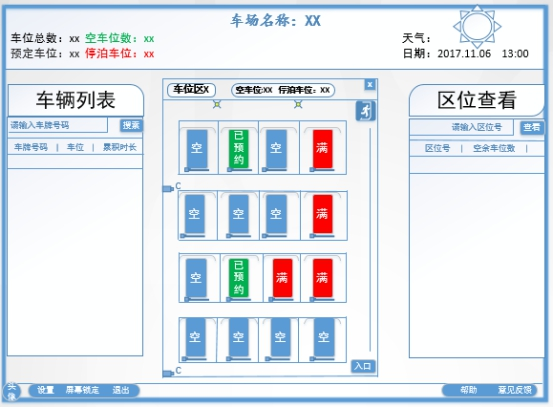 车场名称：XX
车位总数：xx 空车位数：xx
预定车位：xx 停泊车位：xx
天气：
日期：2017.11.06 13:00
车辆列表
请输入车牌号码 搜索
车牌号码 | 车位 | 累积时长
车位区X 空车位:xx 停泊车位：xx x
空 已预约 空 满
C
空 空 空 满
空 已预约 满 满
空 空 空 空
C
入口
区位查看
请输入区位号 查看
区位号 | 空余车位数 |
头像 设置 屏幕锁定 退出
帮助 意见反馈